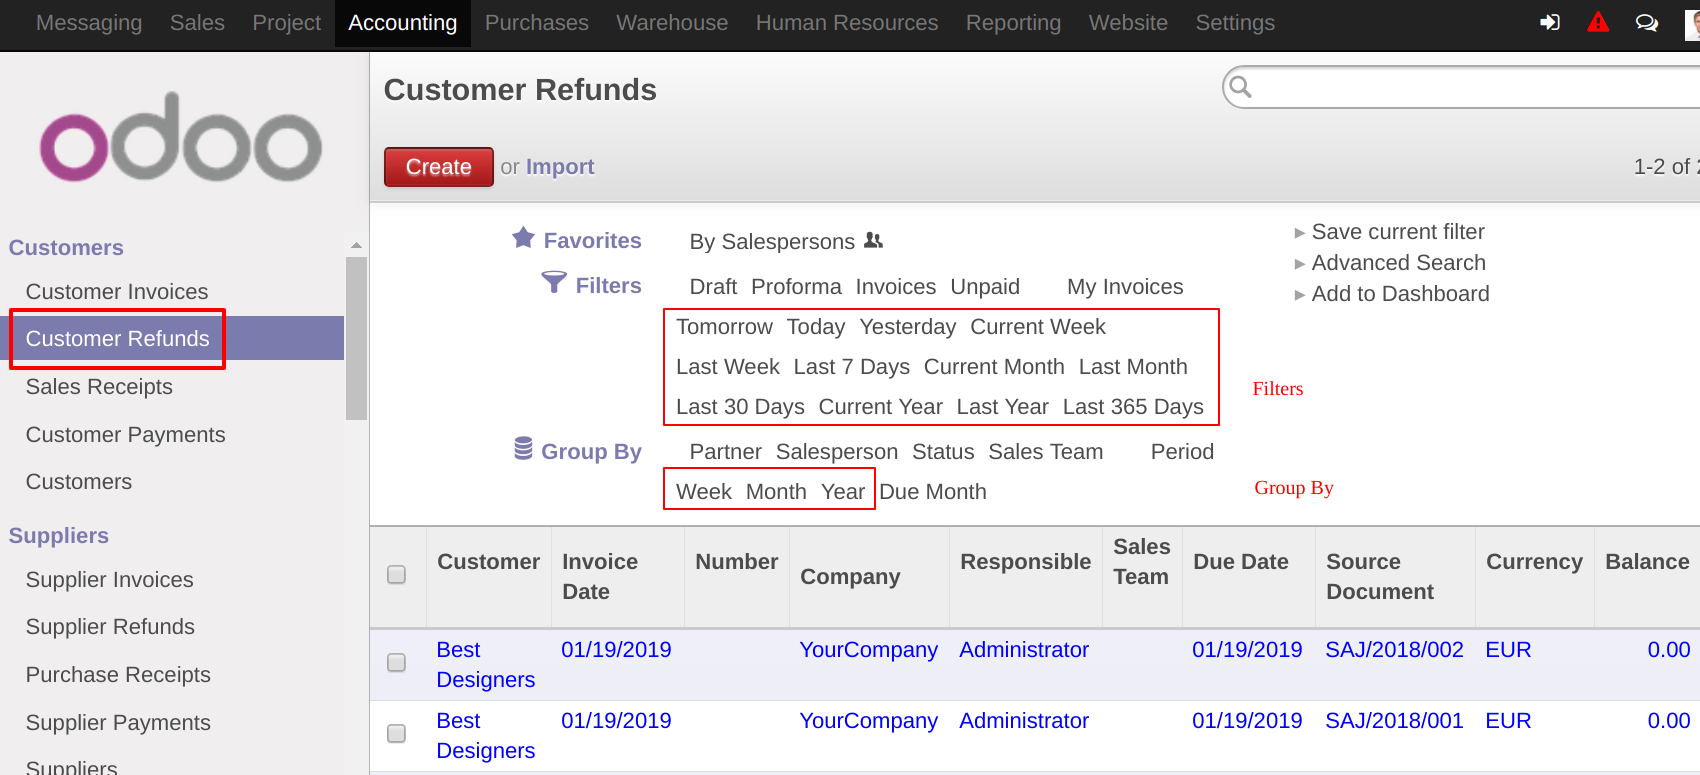 Messaging Sales Project Accounting Purchases Warehouse Human Resources Reporting Website Settings
odoo
Customers
Customer Invoices
Customer Refunds
Sales Receipts
Customer Payments
Customers
Suppliers
Supplier Invoices
Supplier Refunds
Purchase Receipts
Supplier Payments
Suppliers
Customer Refunds
Create or Import
1-2 of
Favorites By Salespersons
Filters Draft Proforma Invoices Unpaid My Invoices
Tomorrow Today Yesterday Current Week
Last Week Last 7 Days Current Month Last Month
Last 30 Days Current Year Last Year Last 365 Days
Group By Partner Salesperson Status Sales Team Period
Week Month Year Due Month
Save current filter
Advanced Search
Add to Dashboard
Filters
Group By
Customer Invoice Date Number Company Responsible Sales Team Due Date Source Document Currency Balance
Best Designers 01/19/2019 YourCompany Administrator 01/19/2019 SAJ/2018/002 EUR 0.00
Best Designers 01/19/2019 YourCompany Administrator 01/19/2019 SAJ/2018/001 EUR 0.00